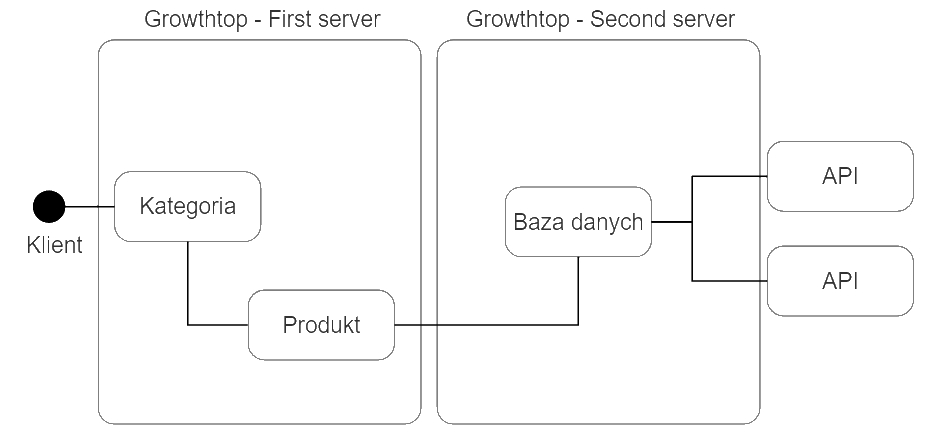 Growthtop - First server
Growthtop - Second server
Klient
Kategoria
Produkt
Baza danych
API
API